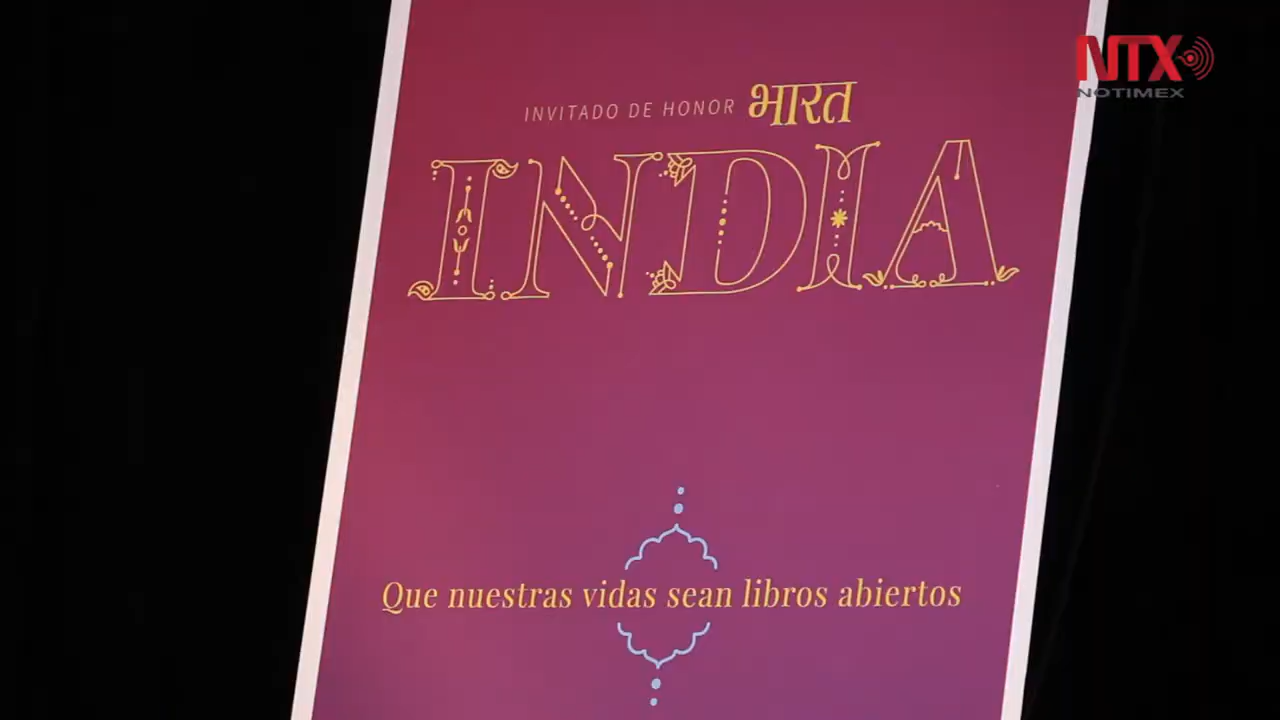 NTX
NOTIMEX
INVITADO DE HONOR भारत
INDIA
Que nuestras vidas sean libros abiertos